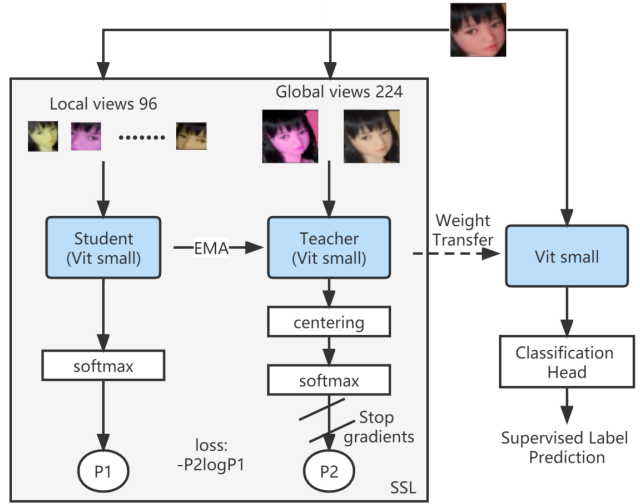 Local views 96
Global views 224
.......
Student
(Vit small)
EMA
Teacher
(Vit small)
Weight
Transfer
Vit small
centering
softmax
softmax
Classification
Head
Stop
gradients
loss:
-P2logP1
P1
P2
SSL
Supervised Label
Prediction